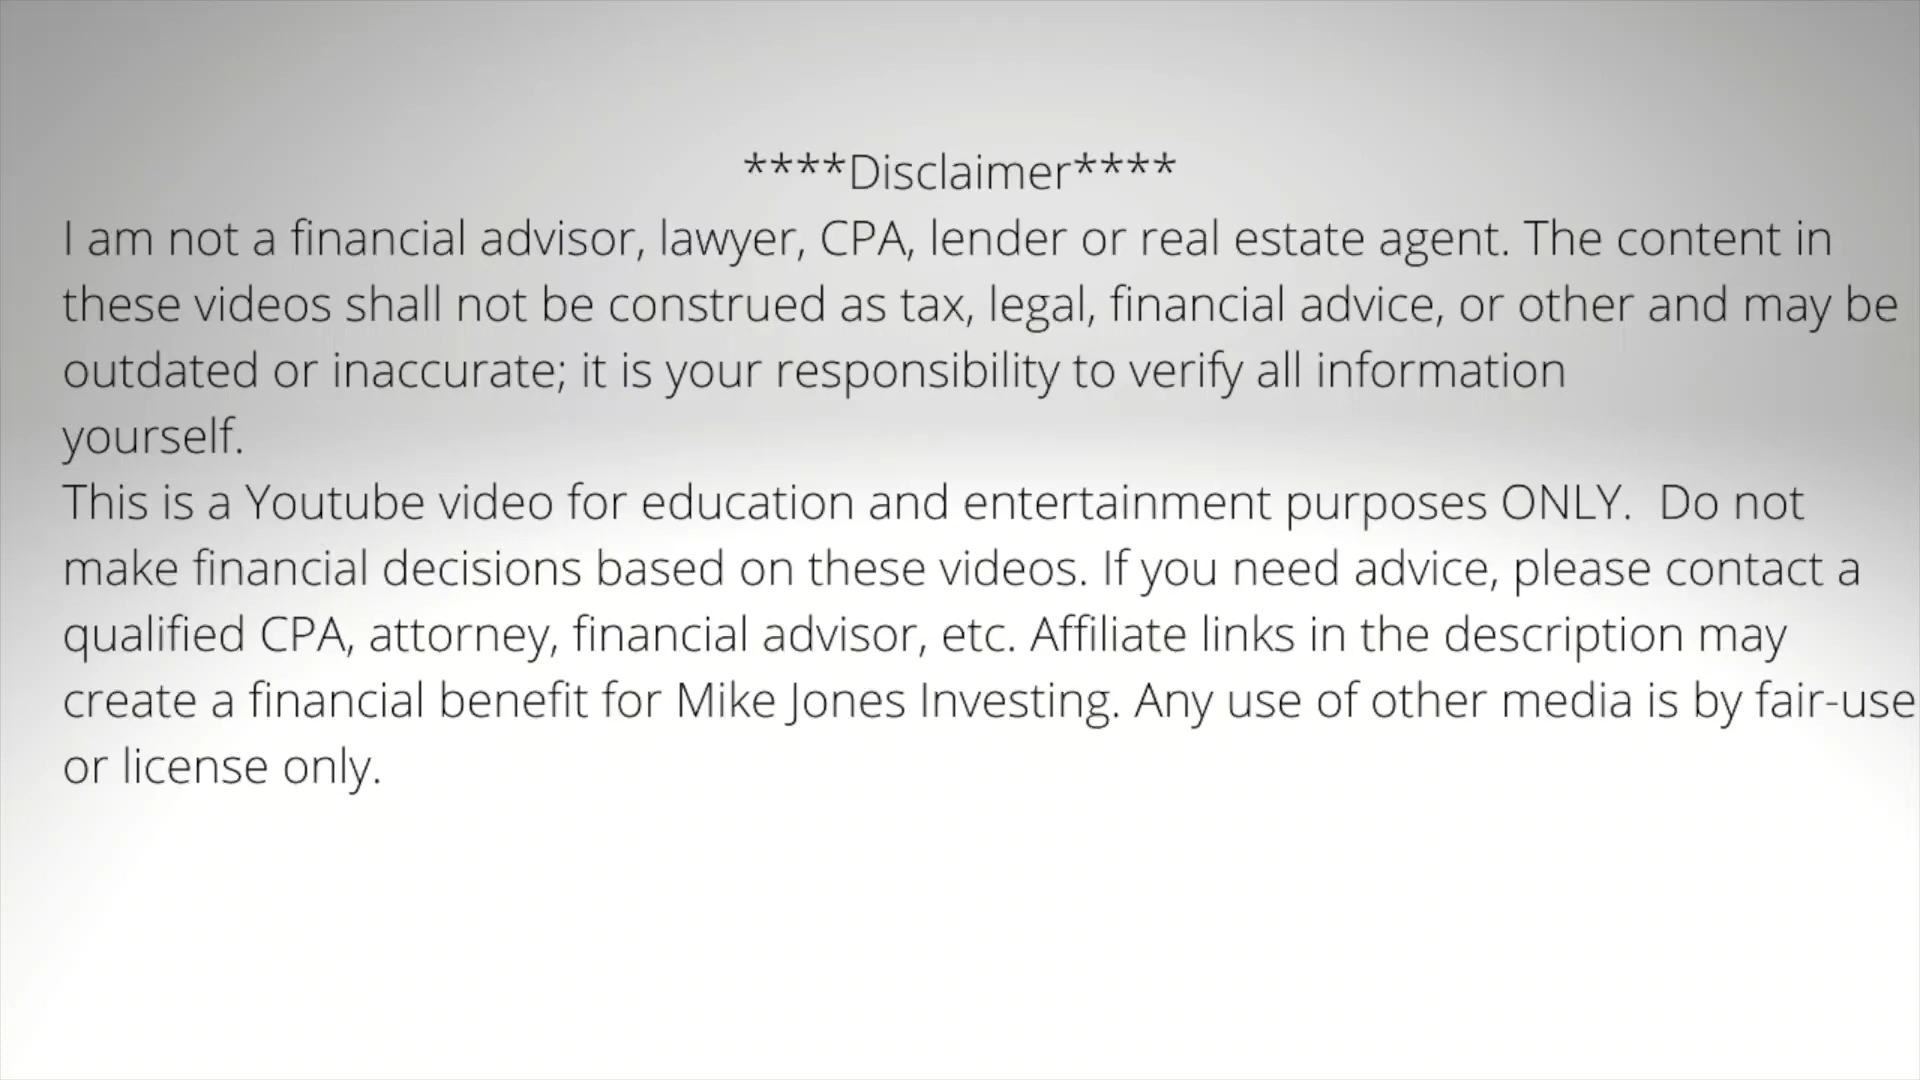 ****Disclaimer****
I am not a financial advisor, lawyer, CPA, lender or real estate agent. The content in
these videos shall not be construed as tax, legal, financial advice, or other and may be
outdated or inaccurate; it is your responsibility to verify all information
yourself.
This is a Youtube video for education and entertainment purposes ONLY.  Do not
make financial decisions based on these videos. If you need advice, please contact a
qualified CPA, attorney, financial advisor, etc. Affiliate links in the description may
create a financial benefit for Mike Jones Investing. Any use of other media is by fair-use
or license only.